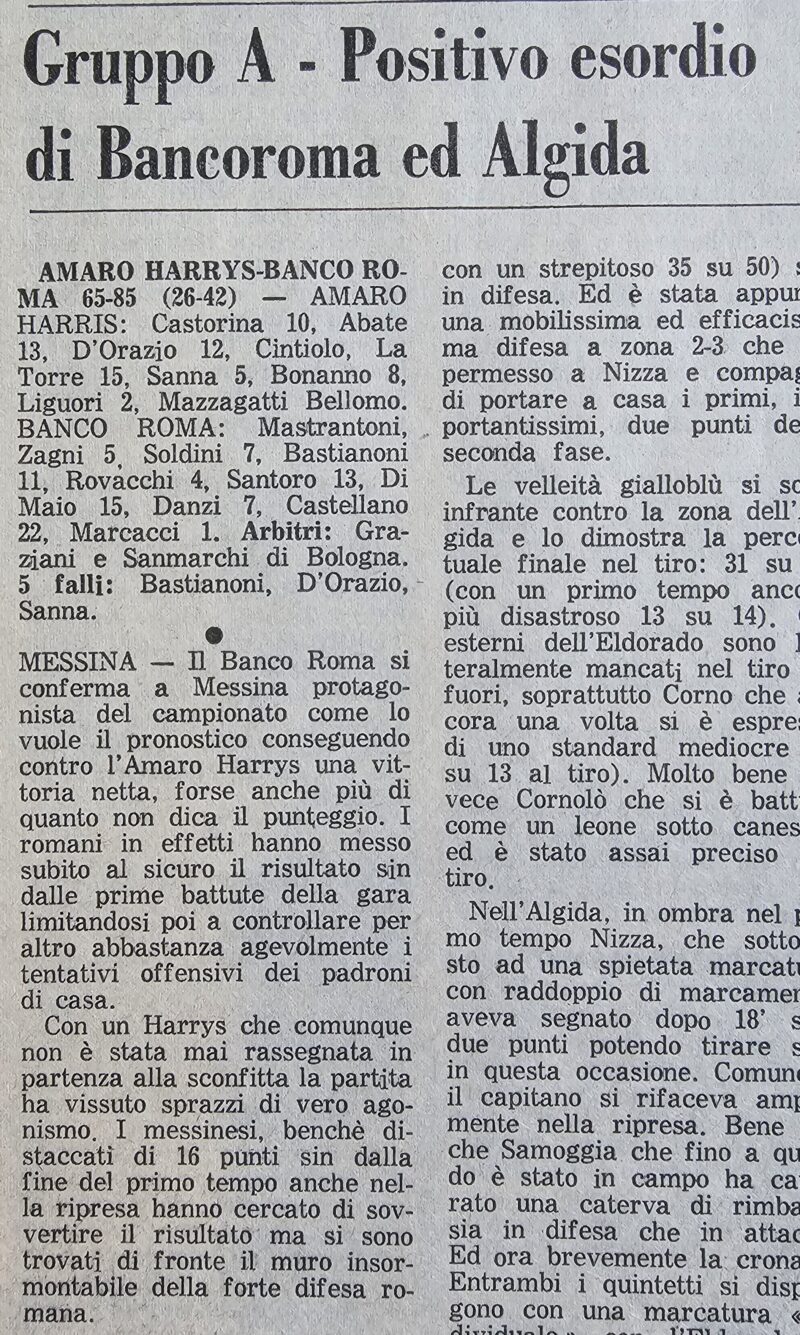 Gruppo A - Positivo esordio
di Bancoroma ed Algida
AMARO HARRYS-BANCO RO-
MA 65-85 (26-42) — AMARO
HARRIS: Castorina 10, Abate
13, D'Orazio 12, Cintiolo, La
Torre 15, Sanna 5, Bonanno 8,
Liguori 2, Mazzagatti Bellomo.
BANCO ROMA: Mastrantoni,
Zagni 5, Soldini 7, Bastianoni
11, Rovacchi 4, Santoro 13, Di
Maio 15, Danzi 7, Castellano
22, Marcacci 1. Arbitri: Gra-
ziani e Sanmarchi di Bologna.
5 falli: Bastianoni, D'Orazio,
Sanna.
MESSINA — Il Banco Roma si
conferma a Messina protago-
nista del campionato come lo
vuole il pronostico conseguendo
contro l'Amaro Harrys una vit-
toria netta, forse anche più di
quanto non dica il punteggio. I
romani in effetti hanno messo
subito al sicuro il risultato sin
dalle prime battute della gara
limitandosi poi a controllare per
altro abbastanza agevolmente i
tentativi offensivi dei padroni
di casa.
Con un Harrys che comunque
non è stata mai rassegnata in
partenza alla sconfitta la partita
ha vissuto sprazzi di vero ago-
nismo. I messinesi, benchè di-
staccati di 16 punti sin dalla
fine del primo tempo anche nel-
la ripresa hanno cercato di sov-
vertire il risultato ma si sono
trovati di fronte il muro insor-
montabile della forte difesa ro-
mana.
con un strepitoso 35 su 50)
in difesa. Ed è stata appun
una mobilissima ed efficacis
ma difesa a zona 2-3 che
permesso a Nizza e compag
di portare a casa i primi, i
portantissimi, due punti de
seconda fase.
Le velleità gialloblù si so
infrante contro la zona dell'
gida e lo dimostra la perce
tuale finale nel tiro: 31 su
(con un primo tempo anco
più disastroso 13 su 14).
esterni dell'Eldorado sono l
teralmente mancati nel tiro
fuori, soprattutto Corno che a
cora una volta si è espres
di uno standard mediocre
su 13 al tiro). Molto bene
vece Cornolò che si è batt
come un leone sotto canes
ed è stato assai preciso
tiro.
Nell'Algida, in ombra nel p
mo tempo Nizza, che sotto
sto ad una spietata marcatu
con raddoppio di marcamen
aveva segnato dopo 18' s
due punti potendo tirare s
in questa occasione. Comun
il capitano si rifaceva amp
mente nella ripresa. Bene
che Samoggia che fino a qu
do è stato in campo ha ca
rato una caterva di rimba
sia in difesa che in attac
Ed ora brevemente la crona
Entrambi i quintetti si disp
gono con una marcatura «